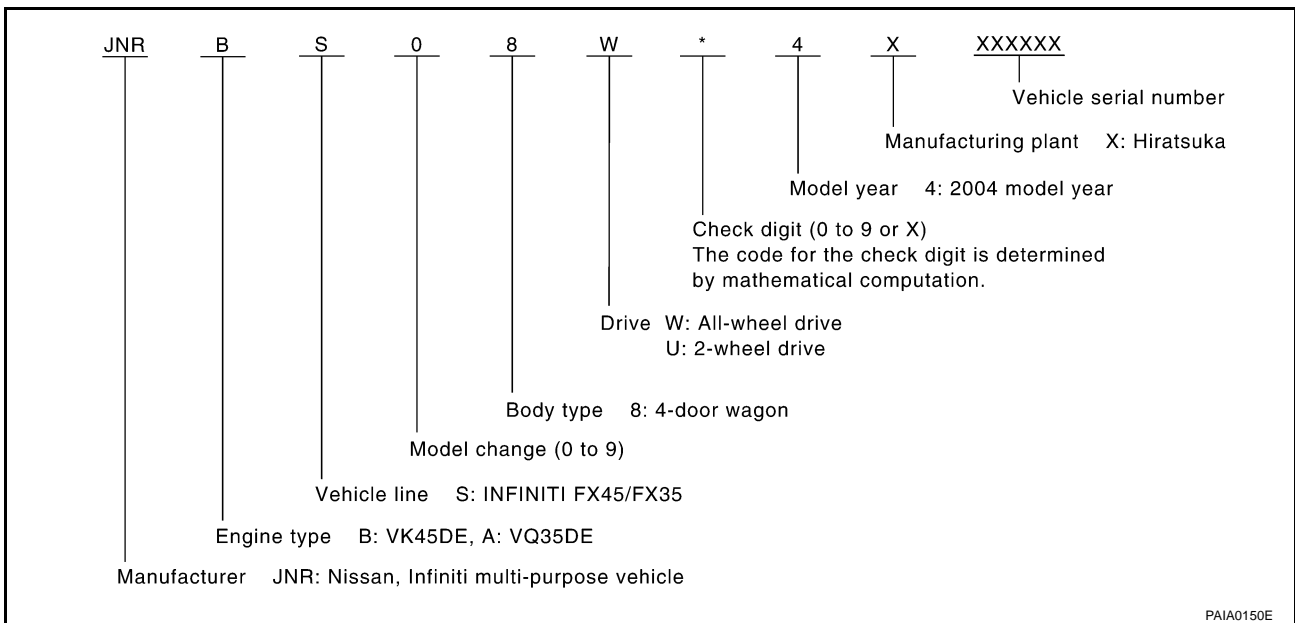 JNR B S 0 8 W * 4 X XXXXXX
Vehicle serial number
Manufacturing plant X: Hiratsuka
Model year 4: 2004 model year
Check digit (0 to 9 or X)
The code for the check digit is determined
by mathematical computation.
Drive W: All-wheel drive
U: 2-wheel drive
Body type 8: 4-door wagon
Model change (0 to 9)
Vehicle line S: INFINITI FX45/FX35
Engine type B: VK45DE, A: VQ35DE
Manufacturer JNR: Nissan, Infiniti multi-purpose vehicle
PAIA0150E